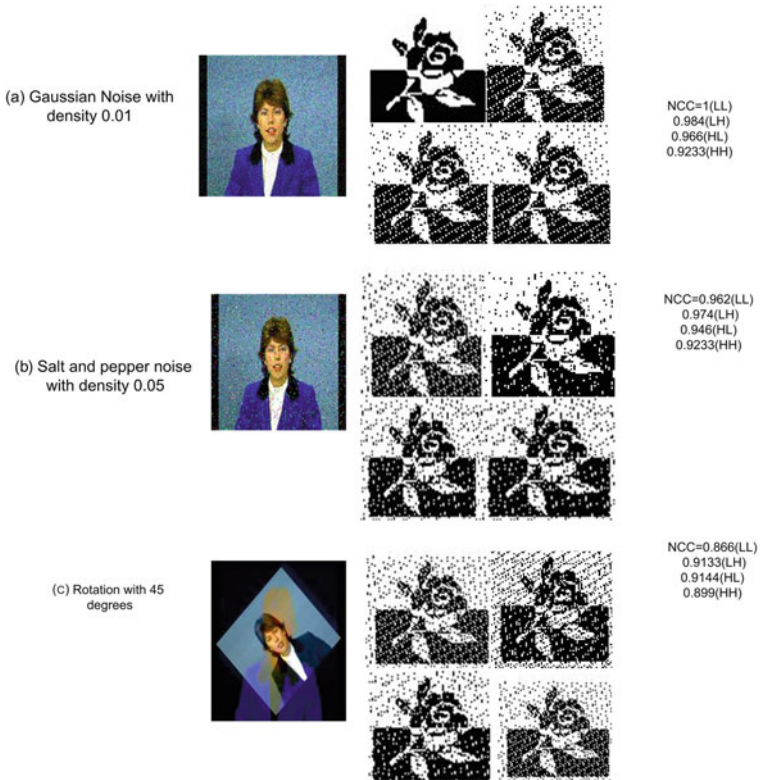 (a) Gaussian Noise with
density 0.01
NCC=1(LL)
0.984(LH)
0.966(HL)
0.9233(HH)
(b) Salt and pepper noise
with density 0.05
NCC=0.962(LL)
0.974(LH)
0.946(HL)
0.9233(HH)
(C) Rotation with 45
degrees
NCC=0.866(LL)
0.9133(LH)
0.9144(HL)
0.899(HH)